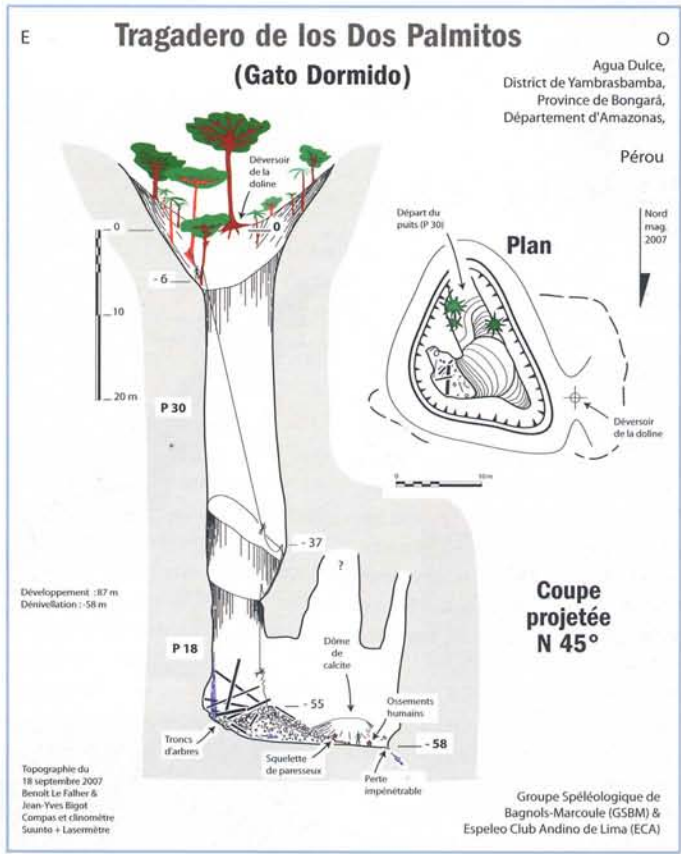 E
Tragadero de los Dos Palmitos
O
(Gato Dormido)
Agua Dulce,
District de Yambrasbamba,
Province de Bongará,
Département d'Amazonas,
Pérou
Déversoir
de la
doline
0
0
- 6
10
20 m
P 30
- 37
?
Départ du
puits (P 30)
Plan
Nord
mag.
2007
Déversoir
de la doline
0
10m
Développement : 87 m
Dénivellation : -58 m
Coupe
projetée
N 45°
P 18
Dôme
de
calcite
- 55
Ossements
humains
- 58
Troncs
d'arbres
Squelette
de paresseux
Perte
impénétrable
Topographie du
18 septembre 2007
Benoît Le Falher &
Jean-Yves Bigot
Compas et clinomètre
Suunto + Lasermètre
Groupe Spéléologique de
Bagnols-Marcoule (GSBM) &
Espeleo Club Andino de Lima (ECA)